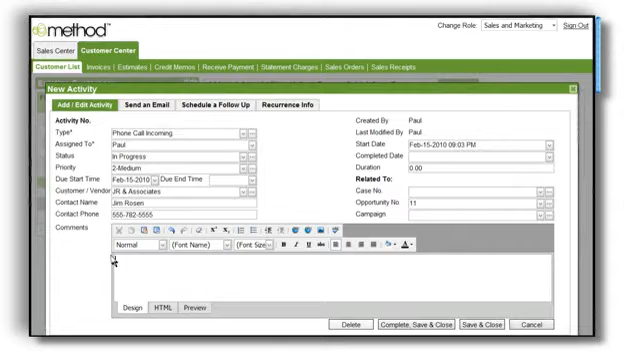 method
Change Role: Sales and Marketing Sign Out
Sales Center Customer Center
Customer List Invoices | Estimates | Credit Memos | Receive Payment | Statement Charges | Sales Orders | Sales Receipts
New Activity
Add / Edit Activity Send an Email Schedule a Follow Up Recurrence Info
Activity No. Created By Paul
Type* Phone Call Incoming Last Modified By Paul
Assigned To* Paul Start Date Feb-15-2010 09:03 PM
Status In Progress Completed Date
Priority 2-Medium Duration 0.00
Due Start Time Feb-15-2010 Due End Time Related To:
Customer / Vendor JR & Associates Case No.
Contact Name Jim Rosen Opportunity No. 11
Contact Phone 555-782-5555 Campaign
Comments
Normal (Font Name) (Font Size B I U abc A
Design HTML Preview
Delete Complete, Save & Close Save & Close Cancel